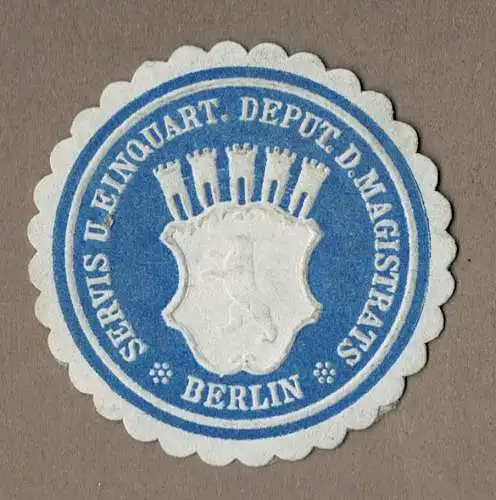 SERVIS U. EINQUART. DEPUT. D. MAGISTRATS
BERLIN